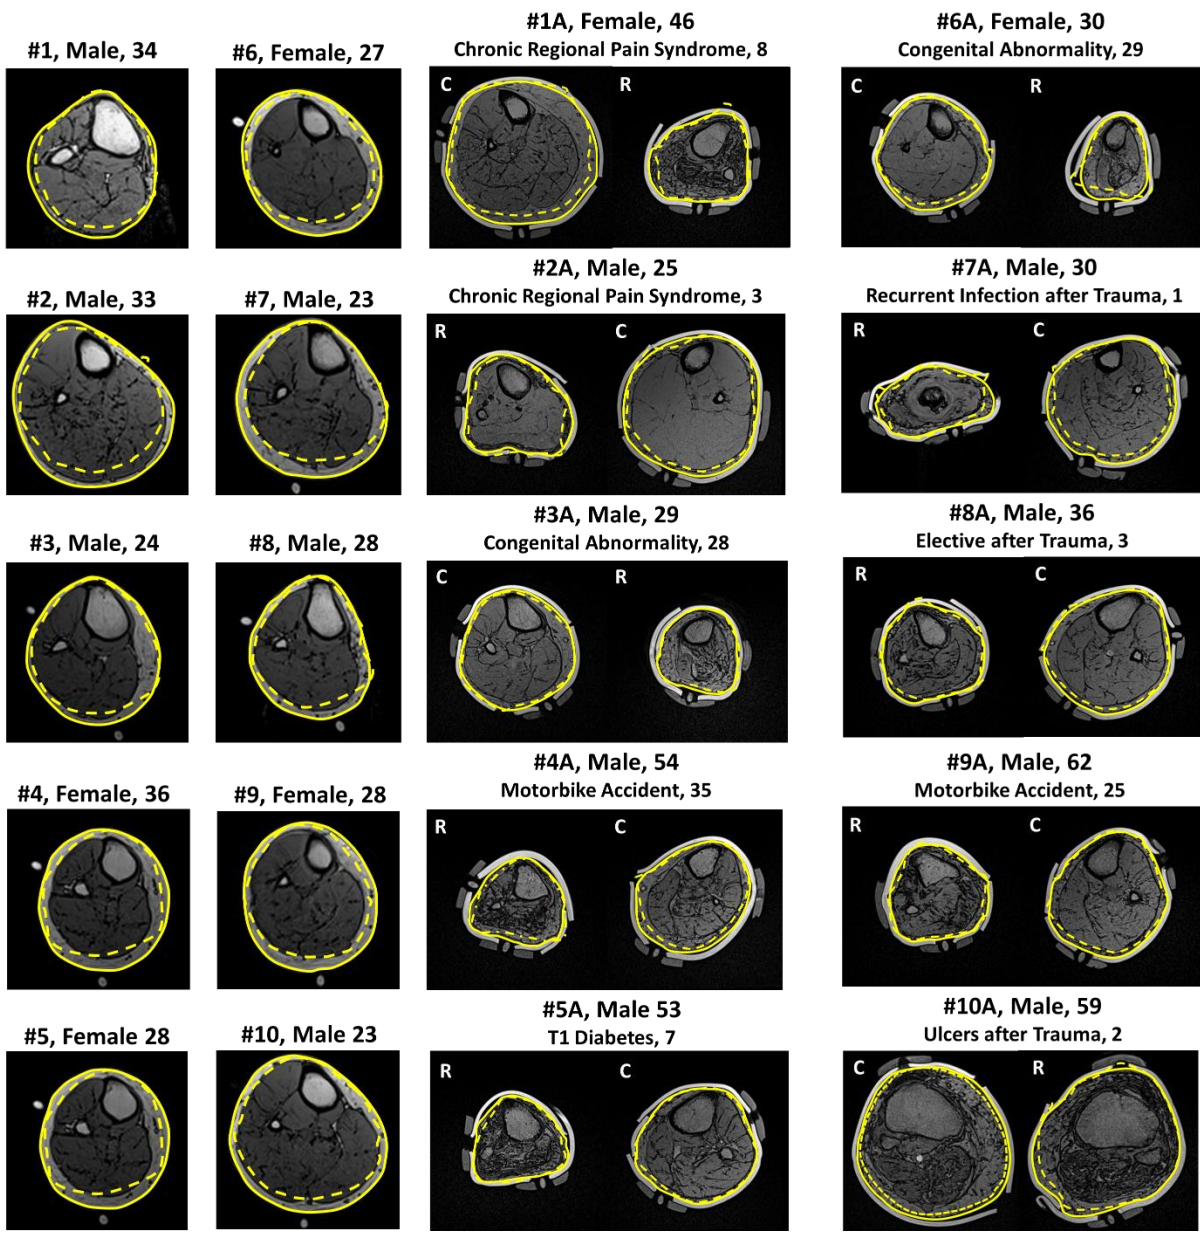 #1, Male, 34
#6, Female, 27
#1A, Female, 46
Chronic Regional Pain Syndrome, 8
C
R
#6A, Female, 30
Congenital Abnormality, 29
C
R
#2, Male, 33
#7, Male, 23
#2A, Male, 25
Chronic Regional Pain Syndrome, 3
R
C
#7A, Male, 30
Recurrent Infection after Trauma, 1
R
C
#3, Male, 24
#8, Male, 28
#3A, Male, 29
Congenital Abnormality, 28
C
R
#8A, Male, 36
Elective after Trauma, 3
R
C
#4, Female, 36
#9, Female, 28
#4A, Male, 54
Motorbike Accident, 35
R
C
#9A, Male, 62
Motorbike Accident, 25
R
C
#5, Female 28
#10, Male 23
#5A, Male 53
T1 Diabetes, 7
R
C
#10A, Male, 59
Ulcers after Trauma, 2
C
R